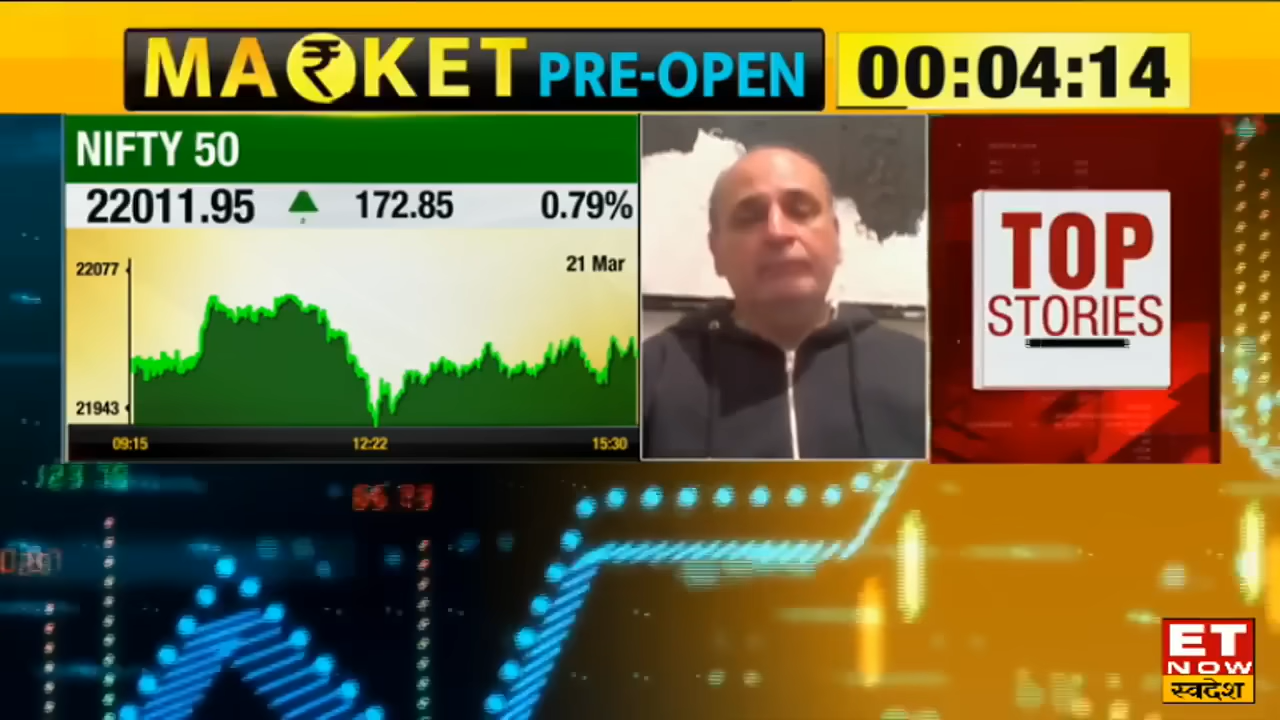 MA₹KET PRE-OPEN
00:04:14
NIFTY 50
22011.95 172.85 0.79%
22077
21 Mar
21943
09:15 12:22 15:30
TOP
STORIES
ET
NOW
स्वदेश